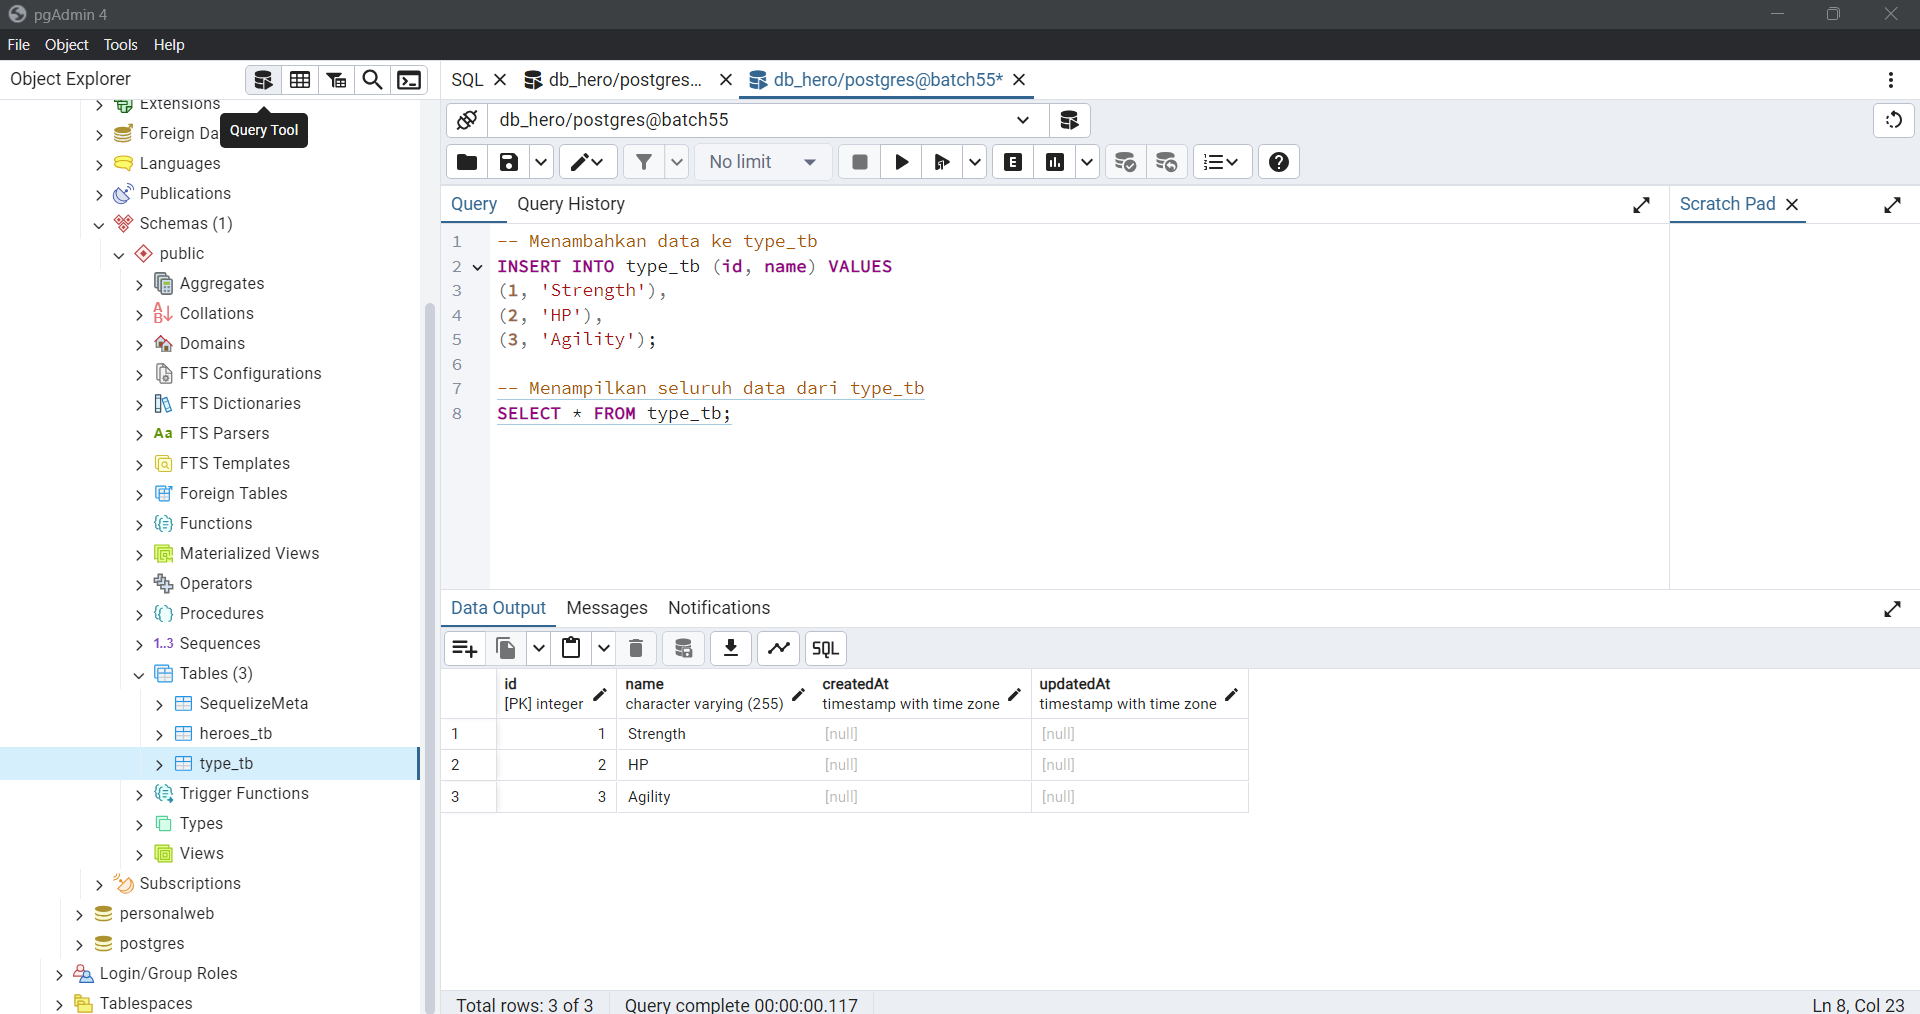 pgAdmin 4
File Object Tools Help
Object Explorer
Extensions
Foreign Da
Query Tool
Languages
Publications
Schemas (1)
public
Aggregates
Collations
Domains
FTS Configurations
FTS Dictionaries
Aa FTS Parsers
FTS Templates
Foreign Tables
Functions
Materialized Views
Operators
Procedures
1..3 Sequences
Tables (3)
SequelizeMeta
heroes_tb
type_tb
Trigger Functions
Types
Views
Subscriptions
personalweb
postgres
Login/Group Roles
Tablespaces
SQL db_hero/postgres... db_hero/postgres@batch55*
db_hero/postgres@batch55
No limit E
Query Query History
Scratch Pad
1 -- Menambahkan data ke type_tb
2 INSERT INTO type_tb (id, name) VALUES
3 (1, 'Strength'),
4 (2, 'HP'),
5 (3, 'Agility');
6
7 -- Menampilkan seluruh data dari type_tb
8 SELECT * FROM type_tb;
Data Output Messages Notifications
SQL
id name createdAt updatedAt
[PK] integer character varying (255) timestamp with time zone timestamp with time zone
1 1 Strength [null] [null]
2 2 HP [null] [null]
3 3 Agility [null] [null]
Total rows: 3 of 3 Query complete 00:00:00.117 Ln 8, Col 23